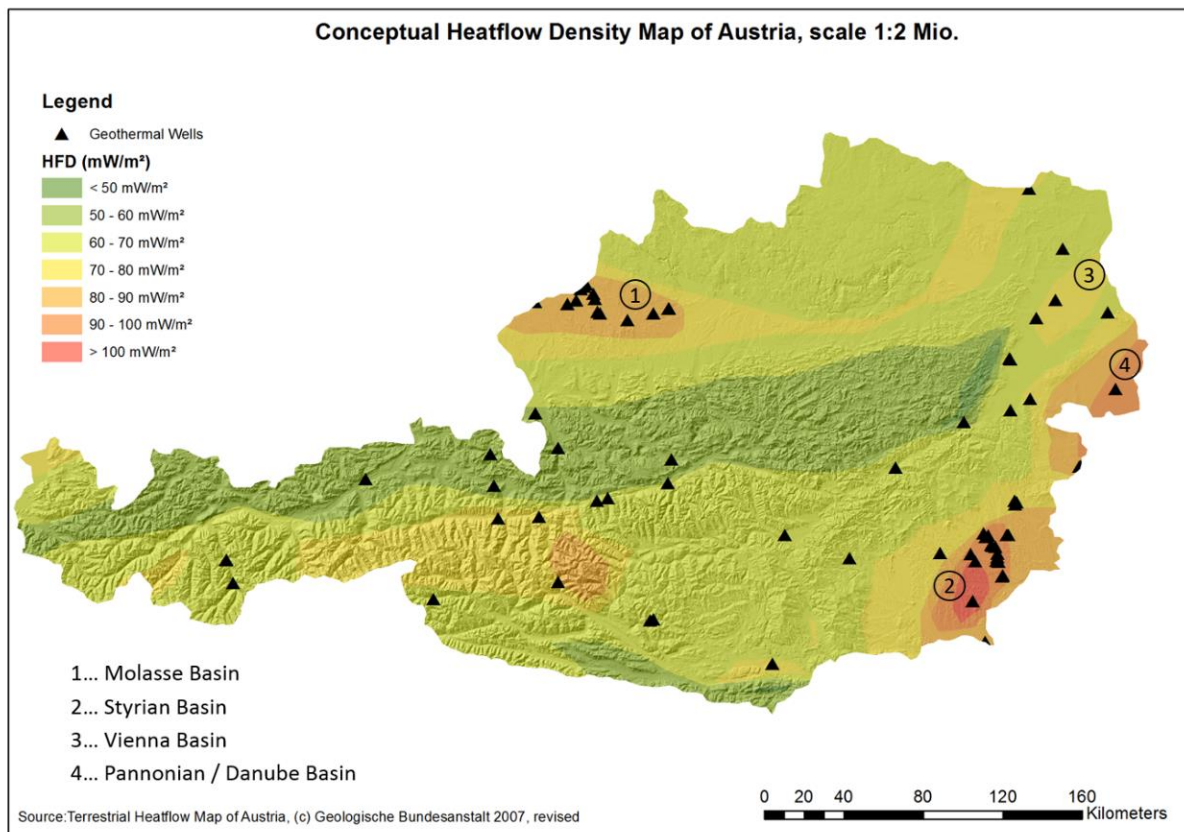 Conceptual Heatflow Density Map of Austria, scale 1:2 Mio.
Legend
Geothermal Wells
HFD (mW/m²)
< 50 mW/m²
50 - 60 mW/m²
60 - 70 mW/m²
70 - 80 mW/m²
80 - 90 mW/m²
90 - 100 mW/m²
> 100 mW/m²
1
3
4
2
1... Molasse Basin
2... Styrian Basin
3... Vienna Basin
4... Pannonian / Danube Basin
0 20 40 80 120 160
Kilometers
Source:Terrestrial Heatflow Map of Austria, (c) Geologische Bundesanstalt 2007, revised